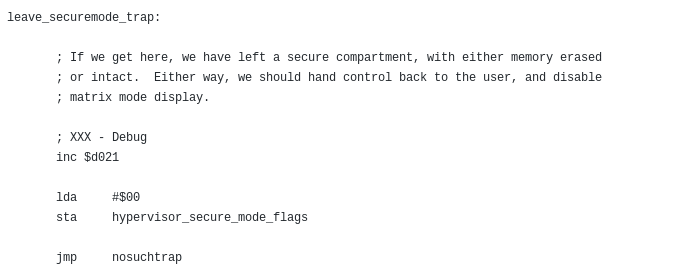 leave_securemode_trap:
; If we get here, we have left a secure compartment, with either memory erased
; or intact.  Either way, we should hand control back to the user, and disable
; matrix mode display.
; XXX - Debug
inc $d021
lda     #$00
sta     hypervisor_secure_mode_flags
jmp     nosuchtrap